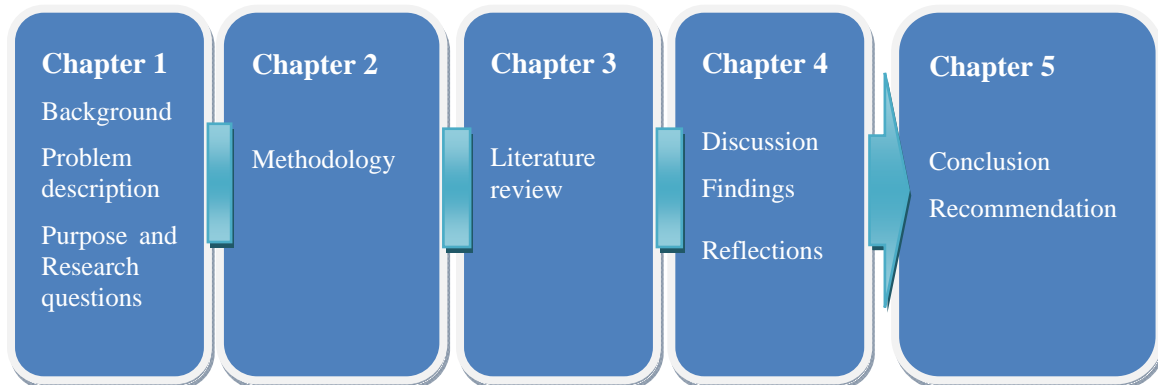 Chapter 1
Background
Problem
description
Purpose and
Research
questions
Chapter 2
Methodology
Chapter 3
Literature
review
Chapter 4
Discussion
Findings
Reflections
Chapter 5
Conclusion
Recommendation